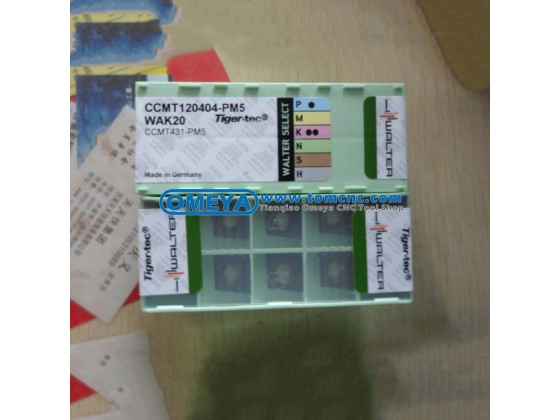 CCMT120404-PM5
WAK20 Tiger·tec®
CCMT431-PM5
Made in Germany
WALTER SELECT
P
M
K
N
S
H
WALTER
OMEYA www.tomcnc.com
Tianqiao Omeya CNC Tool Shop
Tiger·tec®
WALTER
Tiger·tec®
WALTER